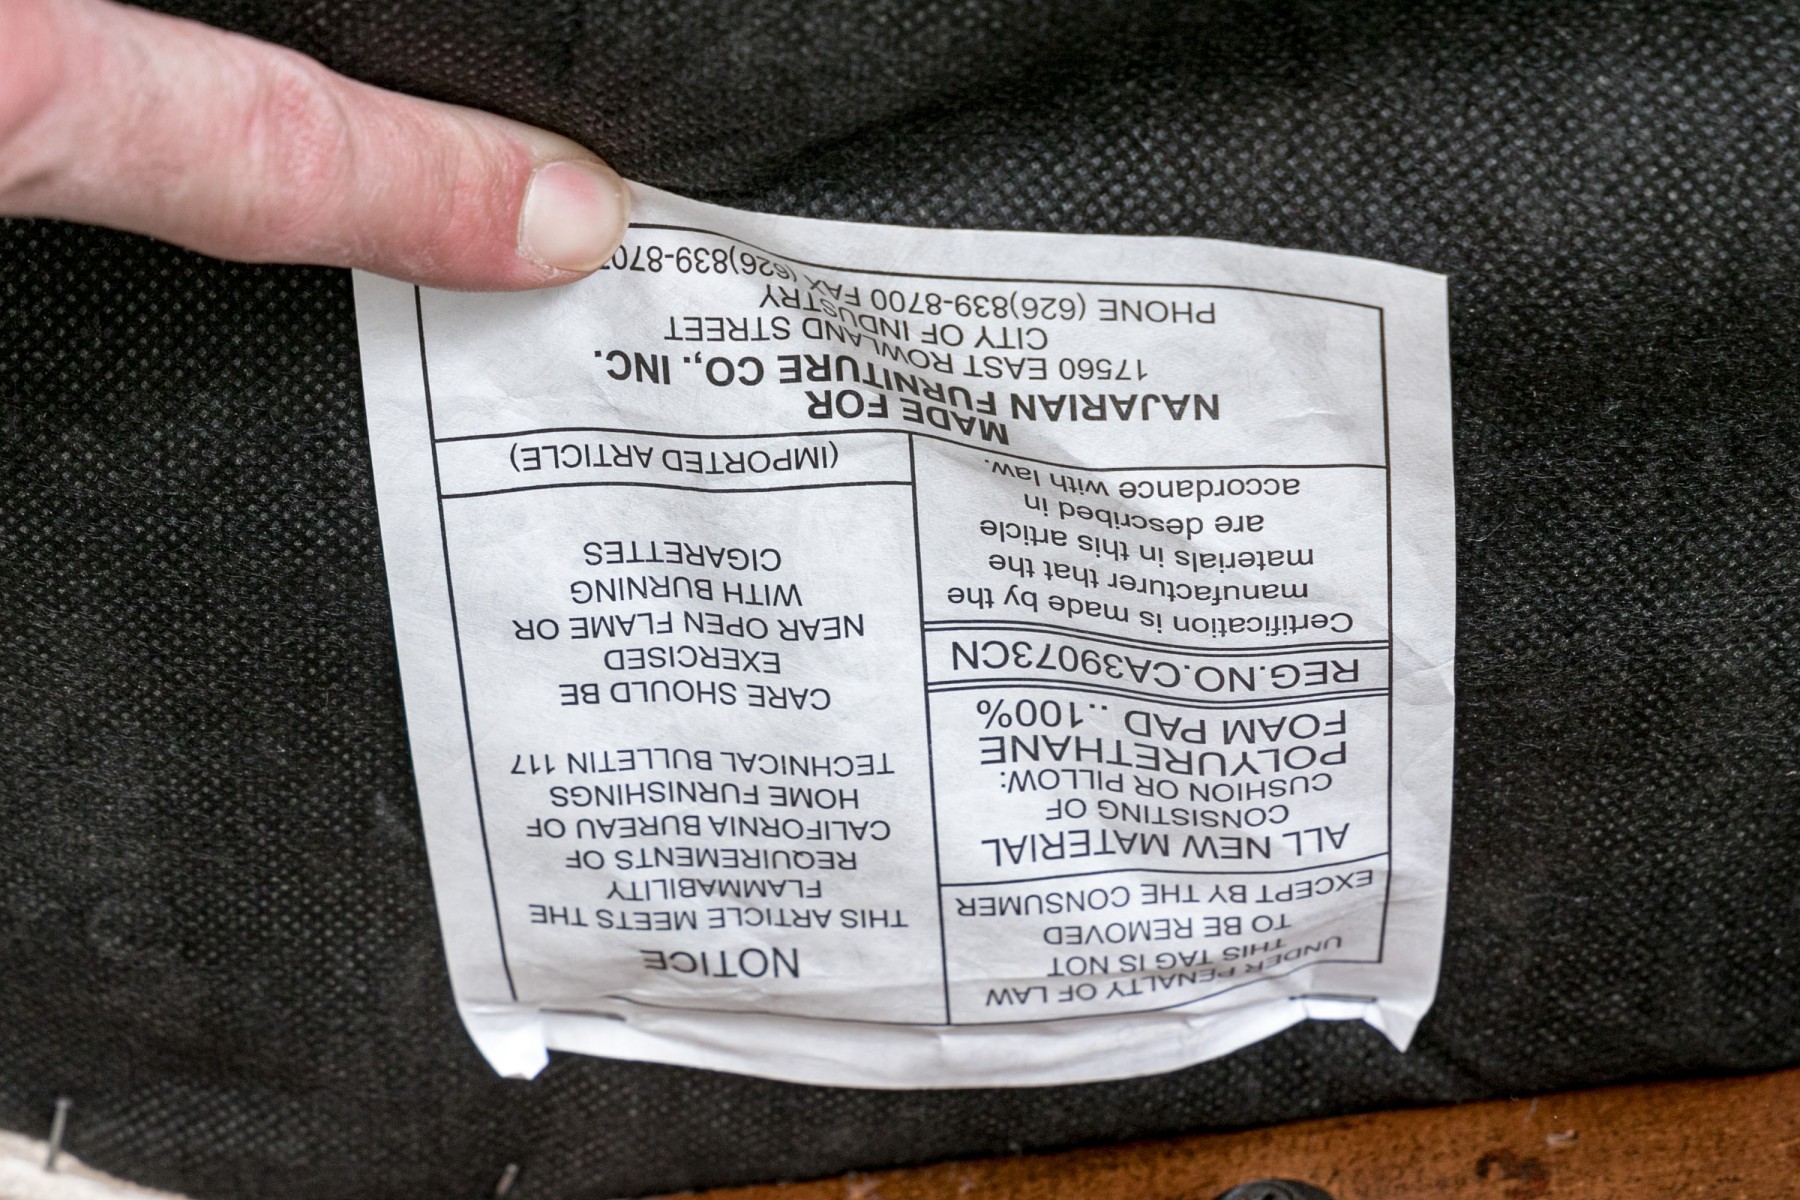 UNDER PENALTY OF LAW
THIS TAG IS NOT
TO BE REMOVED
EXCEPT BY THE CONSUMER
ALL NEW MATERIAL
CONSISTING OF
CUSHION OR PILLOW:
POLYURETHANE
FOAM PAD ..100%
REG.NO.CA39073CN
Certification is made by the
manufacturer that the
materials in this article
are described in
accordance with law.
NOTICE
THIS ARTICLE MEETS THE
FLAMMABILITY
REQUIREMENTS OF
CALIFORNIA BUREAU OF
HOME FURNISHINGS
TECHNICAL BULLETIN 117
CARE SHOULD BE
EXERCISED
NEAR OPEN FLAME OR
WITH BURNING
CIGARETTES
(IMPORTED ARTICLE)
MADE FOR
NAJARIAN FURNITURE CO,. INC.
17560 EAST ROWLAND STREET
CITY OF INDUSTRY
PHONE (626)839-8700 FAX (626)839-870